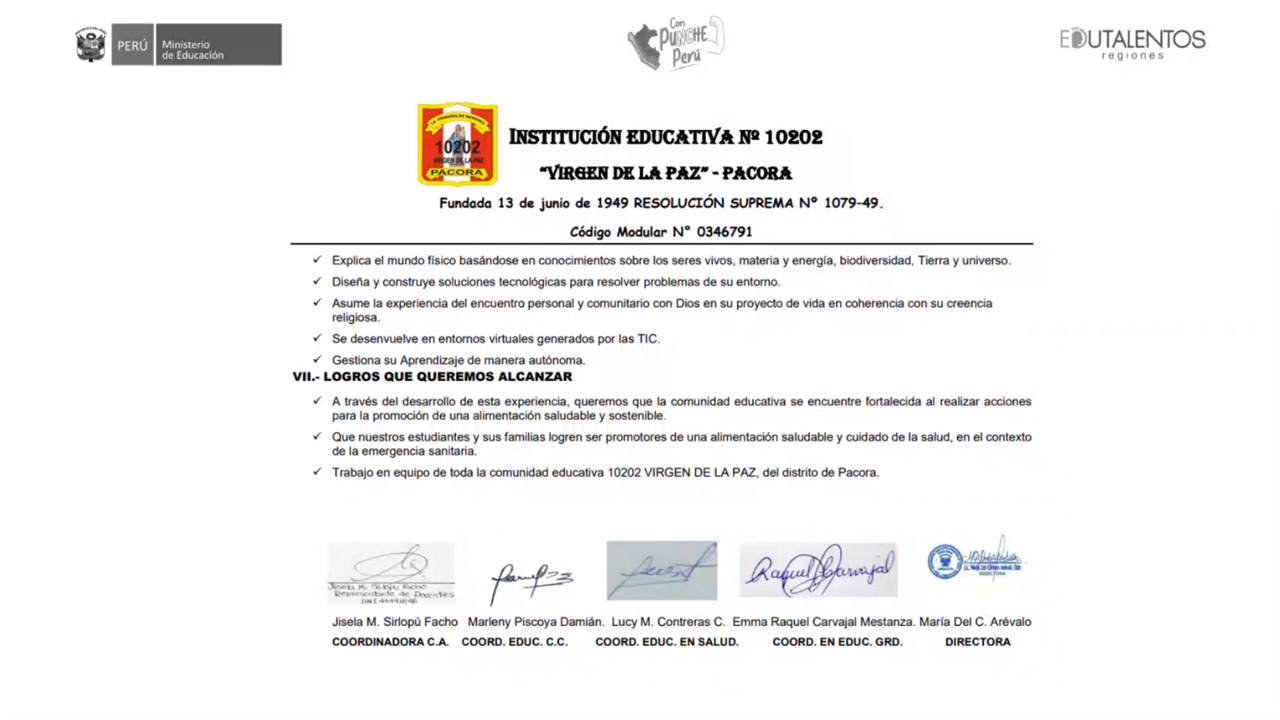 PERÚ
Ministerio
de Educación
Con
PUNCHE
Perú
EDUTALENTOS
regiones
10202
VIRGEN DE LA PAZ
PACORA
INSTITUCIÓN EDUCATIVA Nº 10202
“VIRGEN DE LA PAZ” - PACORA
Fundada 13 de junio de 1949 RESOLUCIÓN SUPREMA Nº 1079-49.
Código Modular N° 0346791
✓ Explica el mundo físico basándose en conocimientos sobre los seres vivos, materia y energía, biodiversidad, Tierra y universo.
✓ Diseña y construye soluciones tecnológicas para resolver problemas de su entorno.
✓ Asume la experiencia del encuentro personal y comunitario con Dios en su proyecto de vida en coherencia con su creencia
religiosa.
✓ Se desenvuelve en entornos virtuales generados por las TIC.
✓ Gestiona su Aprendizaje de manera autónoma.
VII.- LOGROS QUE QUEREMOS ALCANZAR
✓ A través del desarrollo de esta experiencia, queremos que la comunidad educativa se encuentre fortalecida al realizar acciones
para la promoción de una alimentación saludable y sostenible.
✓ Que nuestros estudiantes y sus familias logren ser promotores de una alimentación saludable y cuidado de la salud, en el contexto
de la emergencia sanitaria.
✓ Trabajo en equipo de toda la comunidad educativa 10202 VIRGEN DE LA PAZ, del distrito de Pacora.
Jisela M. Sirlopú Facho
Representante de Docentes
Raquel Carvajal
DIRECTORA
Jisela M. Sirlopú Facho Marleny Piscoya Damián. Lucy M. Contreras C. Emma Raquel Carvajal Mestanza. María Del C. Arévalo
COORDINADORA C.A. COORD. EDUC. C.C. COORD. EDUC. EN SALUD. COORD. EN EDUC. GRD. DIRECTORA